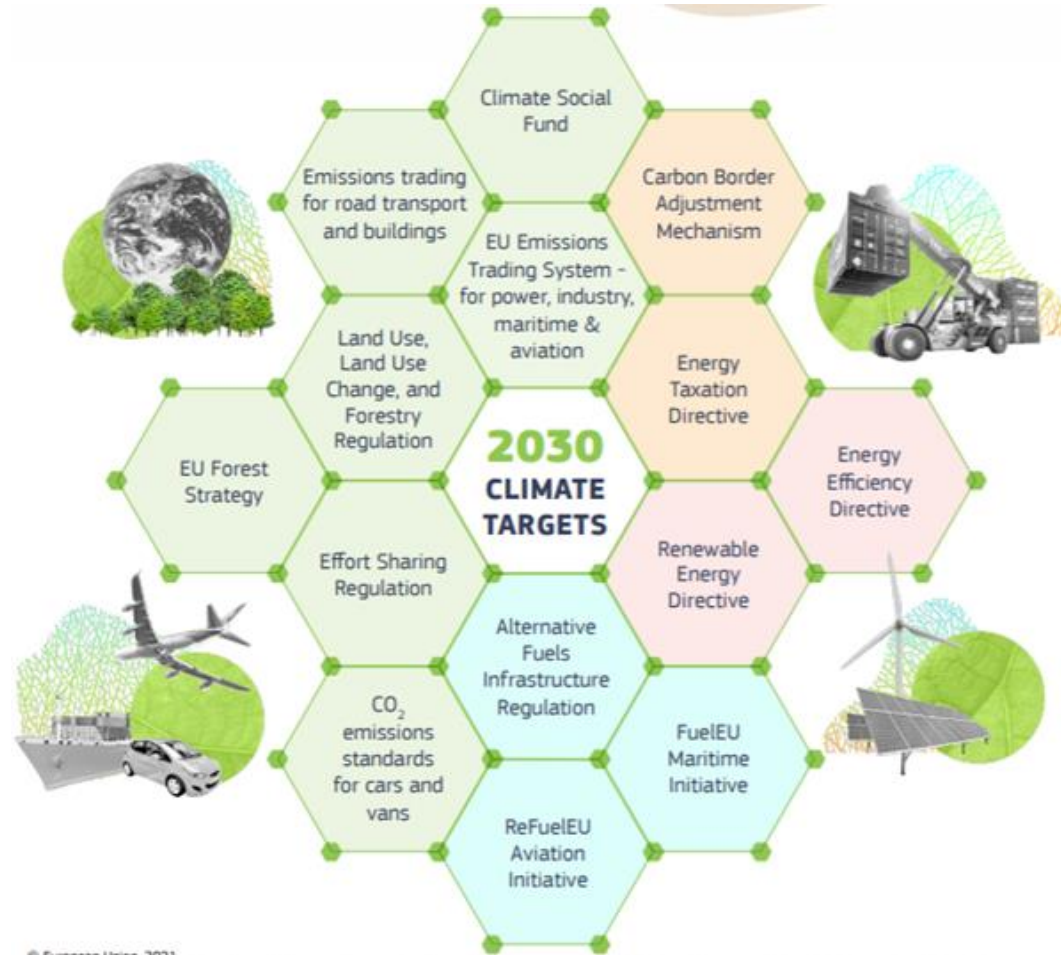 Climate Social
Fund
Emissions trading
for road transport
and buildings
Carbon Border
Adjustment
Mechanism
EU Emissions
Trading System -
for power, industry,
maritime &
aviation
Land Use,
Land Use
Change, and
Forestry
Regulation
Energy
Taxation
Directive
EU Forest
Strategy
2030
CLIMATE
TARGETS
Energy
Efficiency
Directive
Effort Sharing
Regulation
Renewable
Energy
Directive
Alternative
Fuels
Infrastructure
Regulation
CO₂
emissions
standards
for cars and
vans
FuelEU
Maritime
Initiative
ReFuelEU
Aviation
Initiative
© European Union, 2021